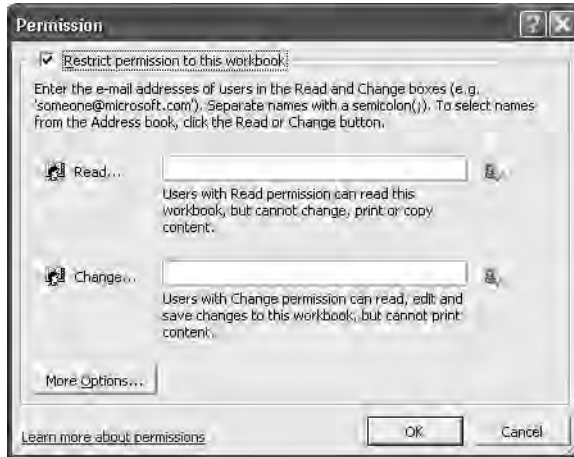 Permission
Restrict permission to this workbook
Enter the e-mail addresses of users in the Read and Change boxes (e.g.
'someone@microsoft.com'). Separate names with a semicolon(;). To select names
from the Address book, click the Read or Change button.
Read...
Users with Read permission can read this
workbook, but cannot change, print or copy
content.
Change...
Users with Change permission can read, edit and
save changes to this workbook, but cannot print
content.
More Options...
Learn more about permissions
OK
Cancel